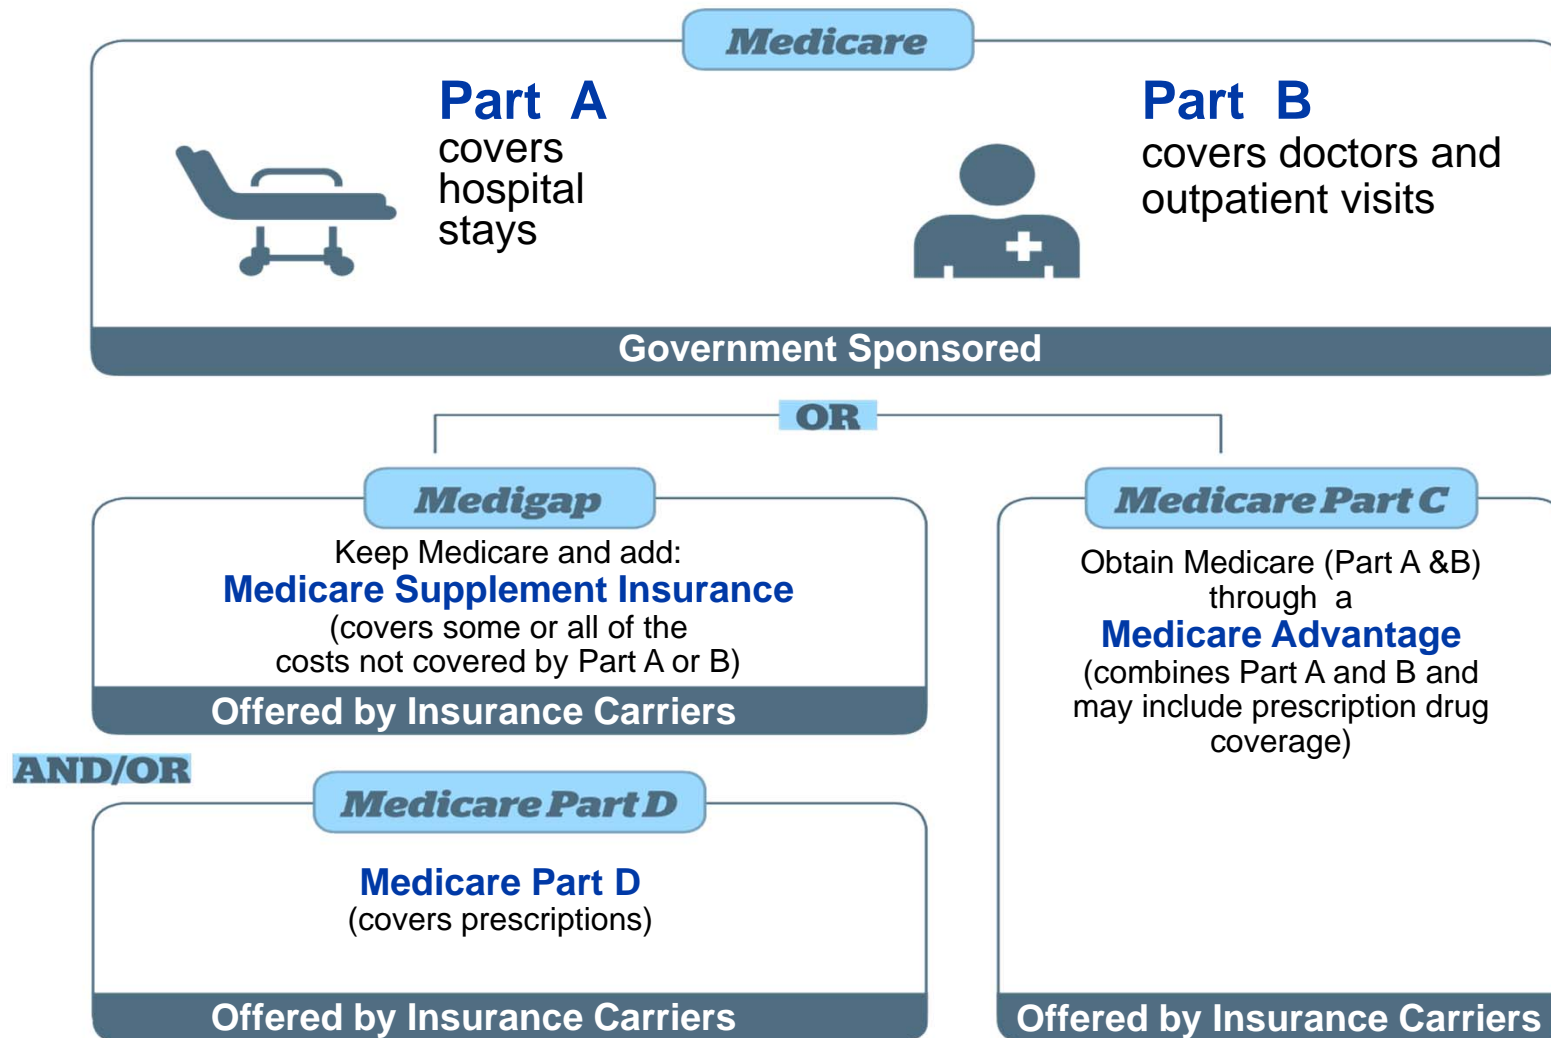 Medicare
Part A
covers
hospital
stays
Part B
covers doctors and
outpatient visits
Government Sponsored
OR
Medigap
Keep Medicare and add:
Medicare Supplement Insurance
(covers some or all of the
costs not covered by Part A or B)
Offered by Insurance Carriers
AND/OR
Medicare Part D
Medicare Part D
(covers prescriptions)
Offered by Insurance Carriers
Medicare Part C
Obtain Medicare (Part A &B)
through a
Medicare Advantage
(combines Part A and B and
may include prescription drug
coverage)
Offered by Insurance Carriers